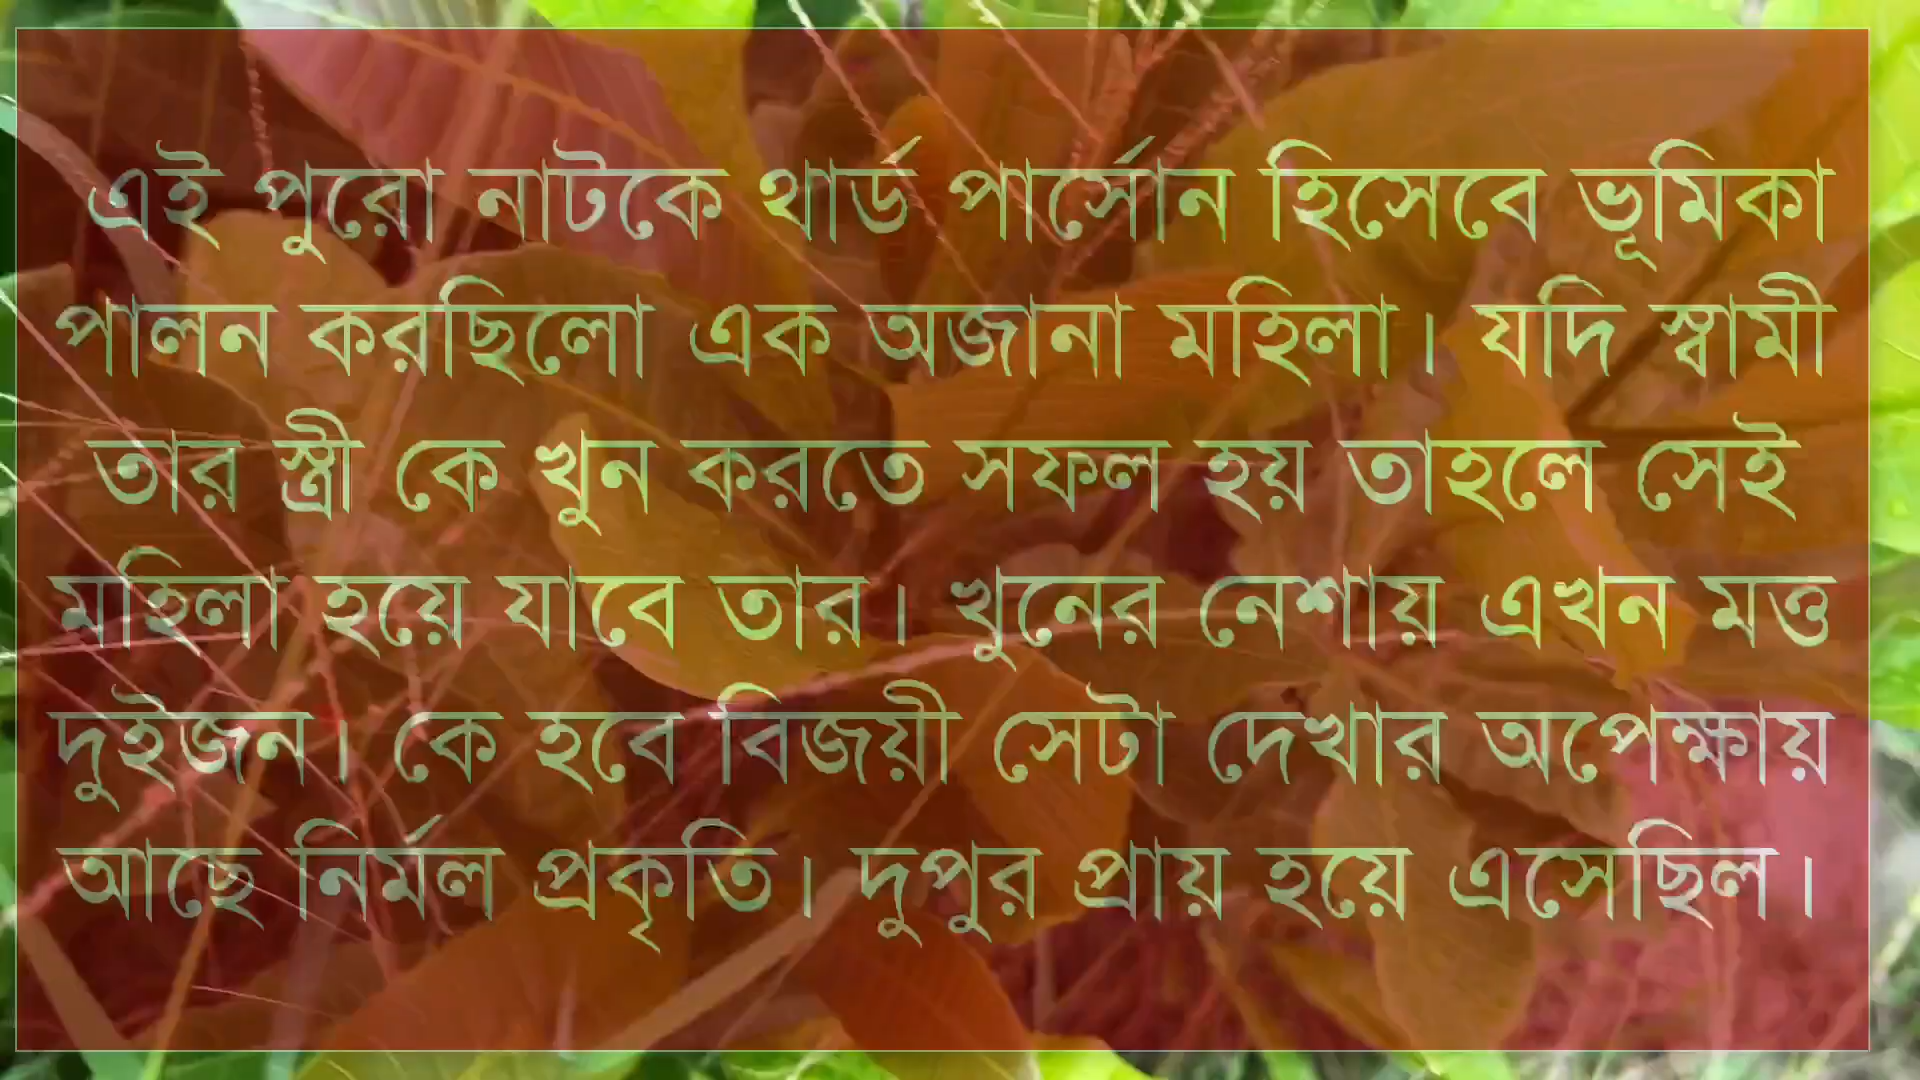 এই পুরো নাটকে থার্ড পার্সোন হিসেবে ভূমিকা
পালন করছিলো এক অজানা মহিলা। যদি স্বামী
তার স্ত্রী কে খুন করতে সফল হয় তাহলে সেই
মহিলা হয়ে যাবে তার। খুনের নেশায় এখন মত্ত
দুইজন। কে হবে বিজয়ী সেটা দেখার অপেক্ষায়
আছে নির্মল প্রকৃতি। দুপুর প্রায় হয়ে এসেছিল।